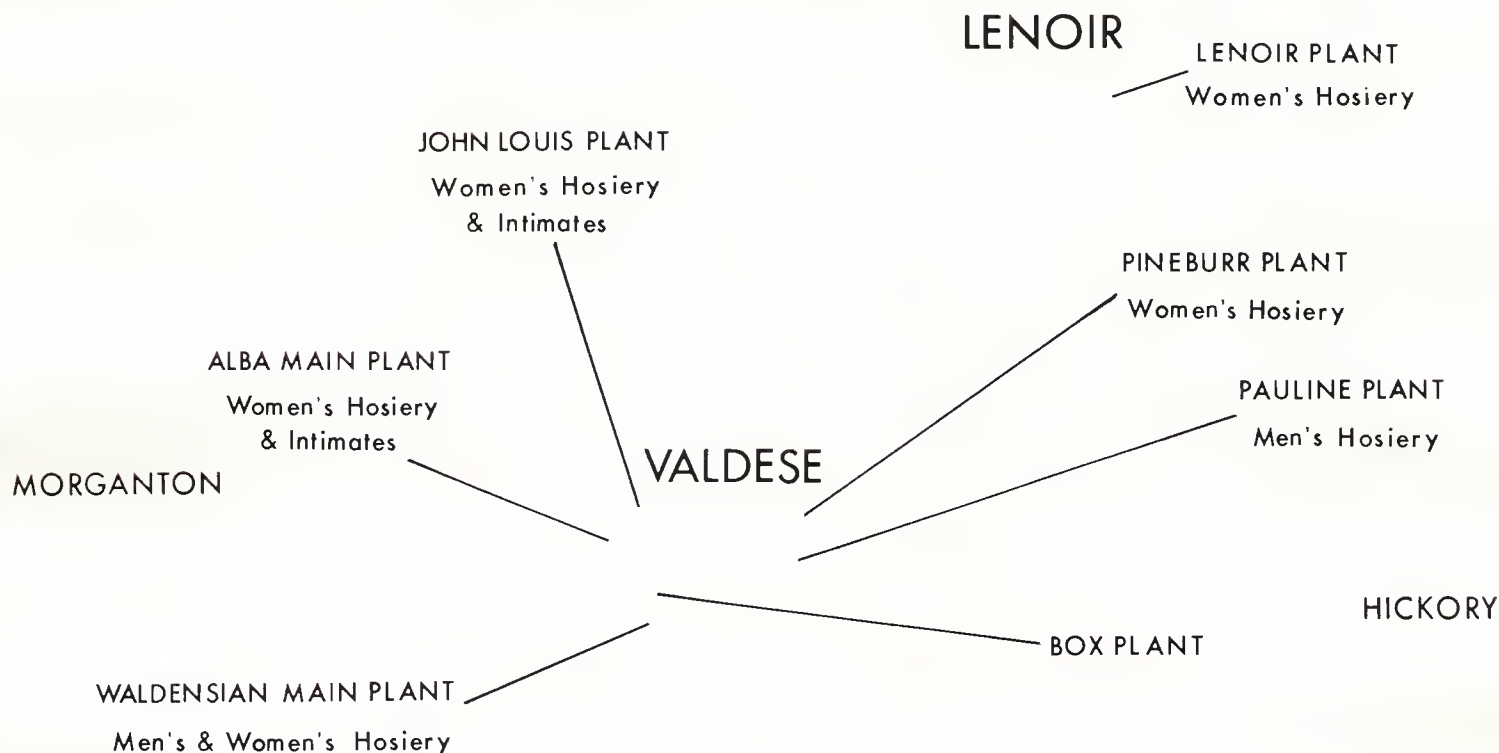 LENOIR
LENOIR PLANT
Women's Hosiery
JOHN LOUIS PLANT
Women's Hosiery
& Intimates
PINEBURR PLANT
Women's Hosiery
ALBA MAIN PLANT
Women's Hosiery
& Intimates
PAULINE PLANT
Men's Hosiery
VALDESE
MORGANTON
HICKORY
BOX PLANT
WALDENSIAN MAIN PLANT
Men's & Women's Hosiery